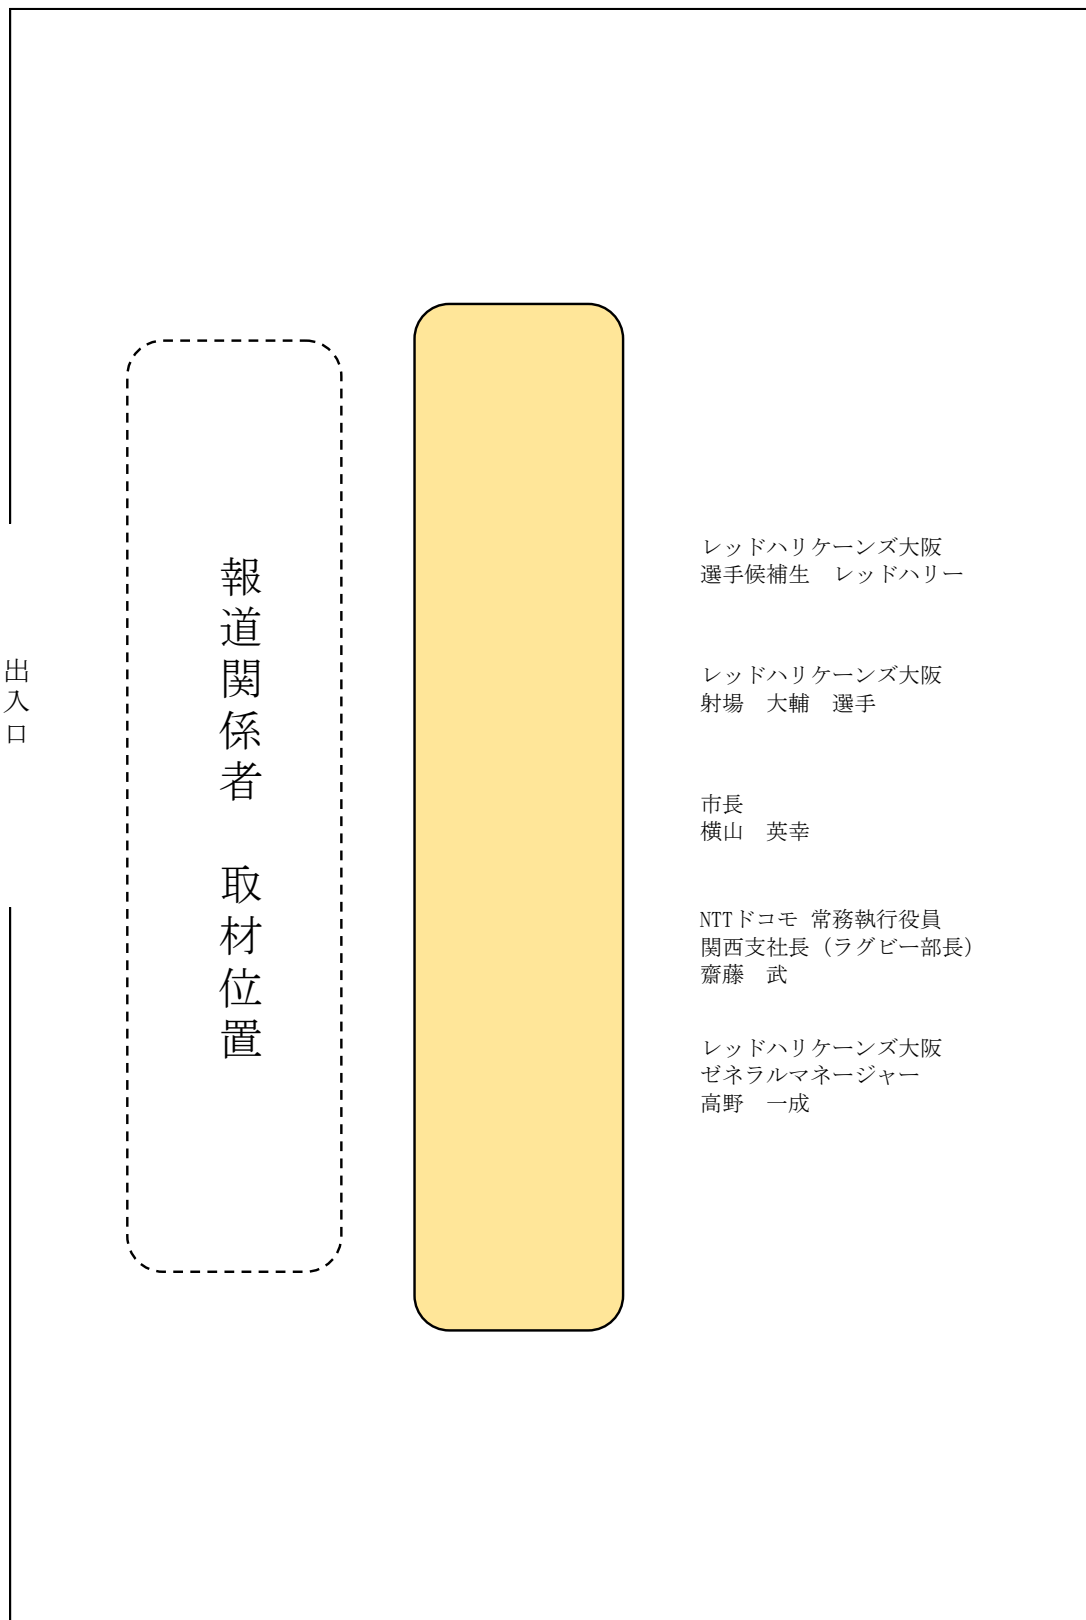 出入口
報道関係者　取材位置
レッドハリケーンズ大阪
選手候補生　レッドハリー
レッドハリケーンズ大阪
射場　大輔　選手
市長
横山　英幸
NTTドコモ 常務執行役員
関西支社長（ラグビー部長）
齋藤　武
レッドハリケーンズ大阪
ゼネラルマネージャー
高野　一成